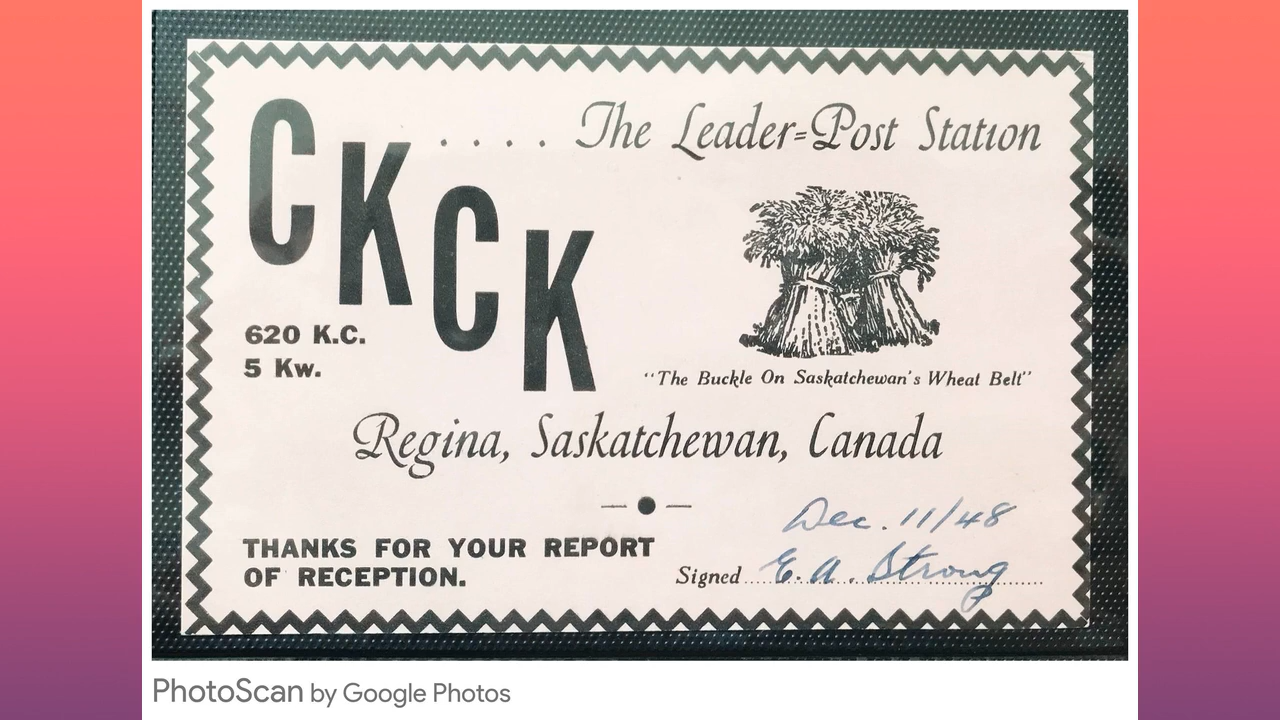 CKCK .... The Leader=Post Station
620 K.C.
5 Kw.
"The Buckle On Saskatchewan's Wheat Belt"
Regina, Saskatchewan, Canada
THANKS FOR YOUR REPORT
OF RECEPTION.
Dec. 11/48
Signed....E. A. Strong
PhotoScan by Google Photos